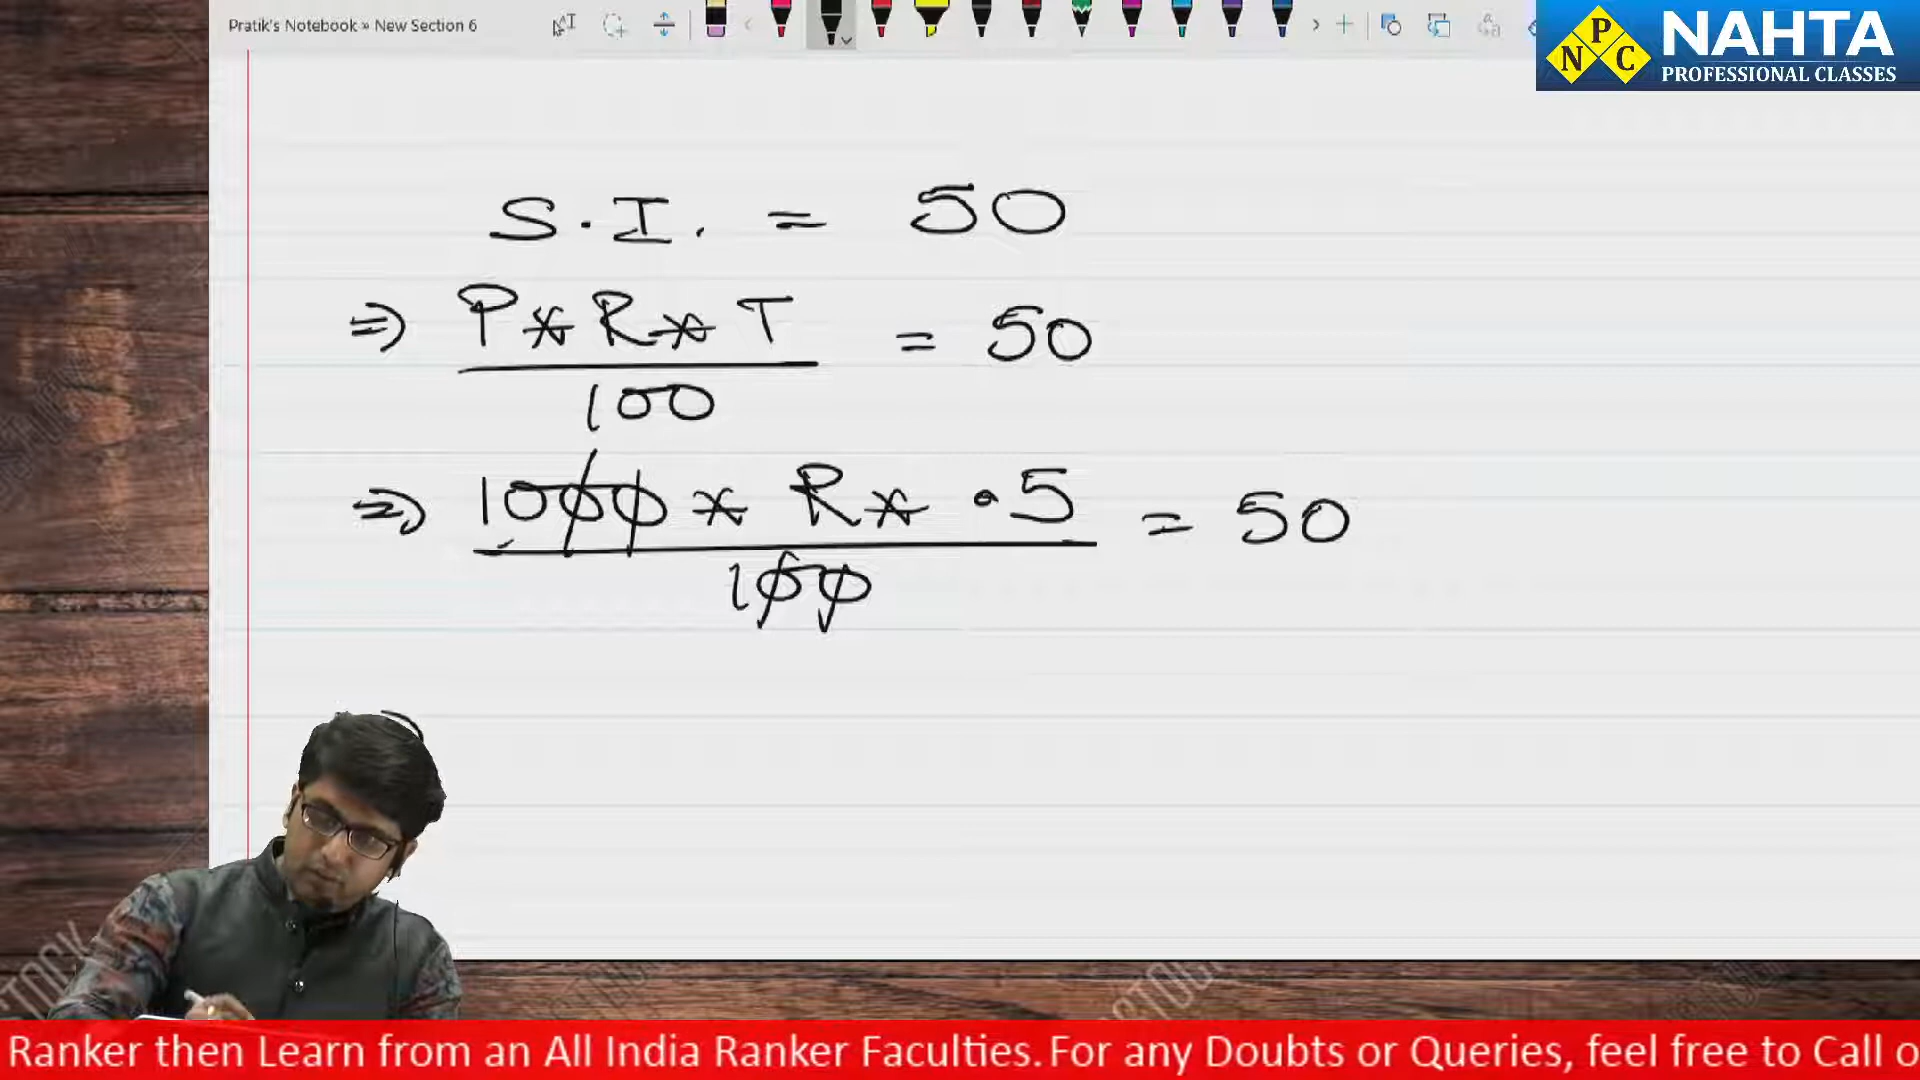 Pratik's Notebook » New Section 6
NPC
NAHTA
PROFESSIONAL CLASSES
S.I. = 50
⇒ P * R * T / 100 = 50
⇒ 1000 * R * .5 / 100 = 50
Ranker then Learn from an All India Ranker Faculties. For any Doubts or Queries, feel free to Call o